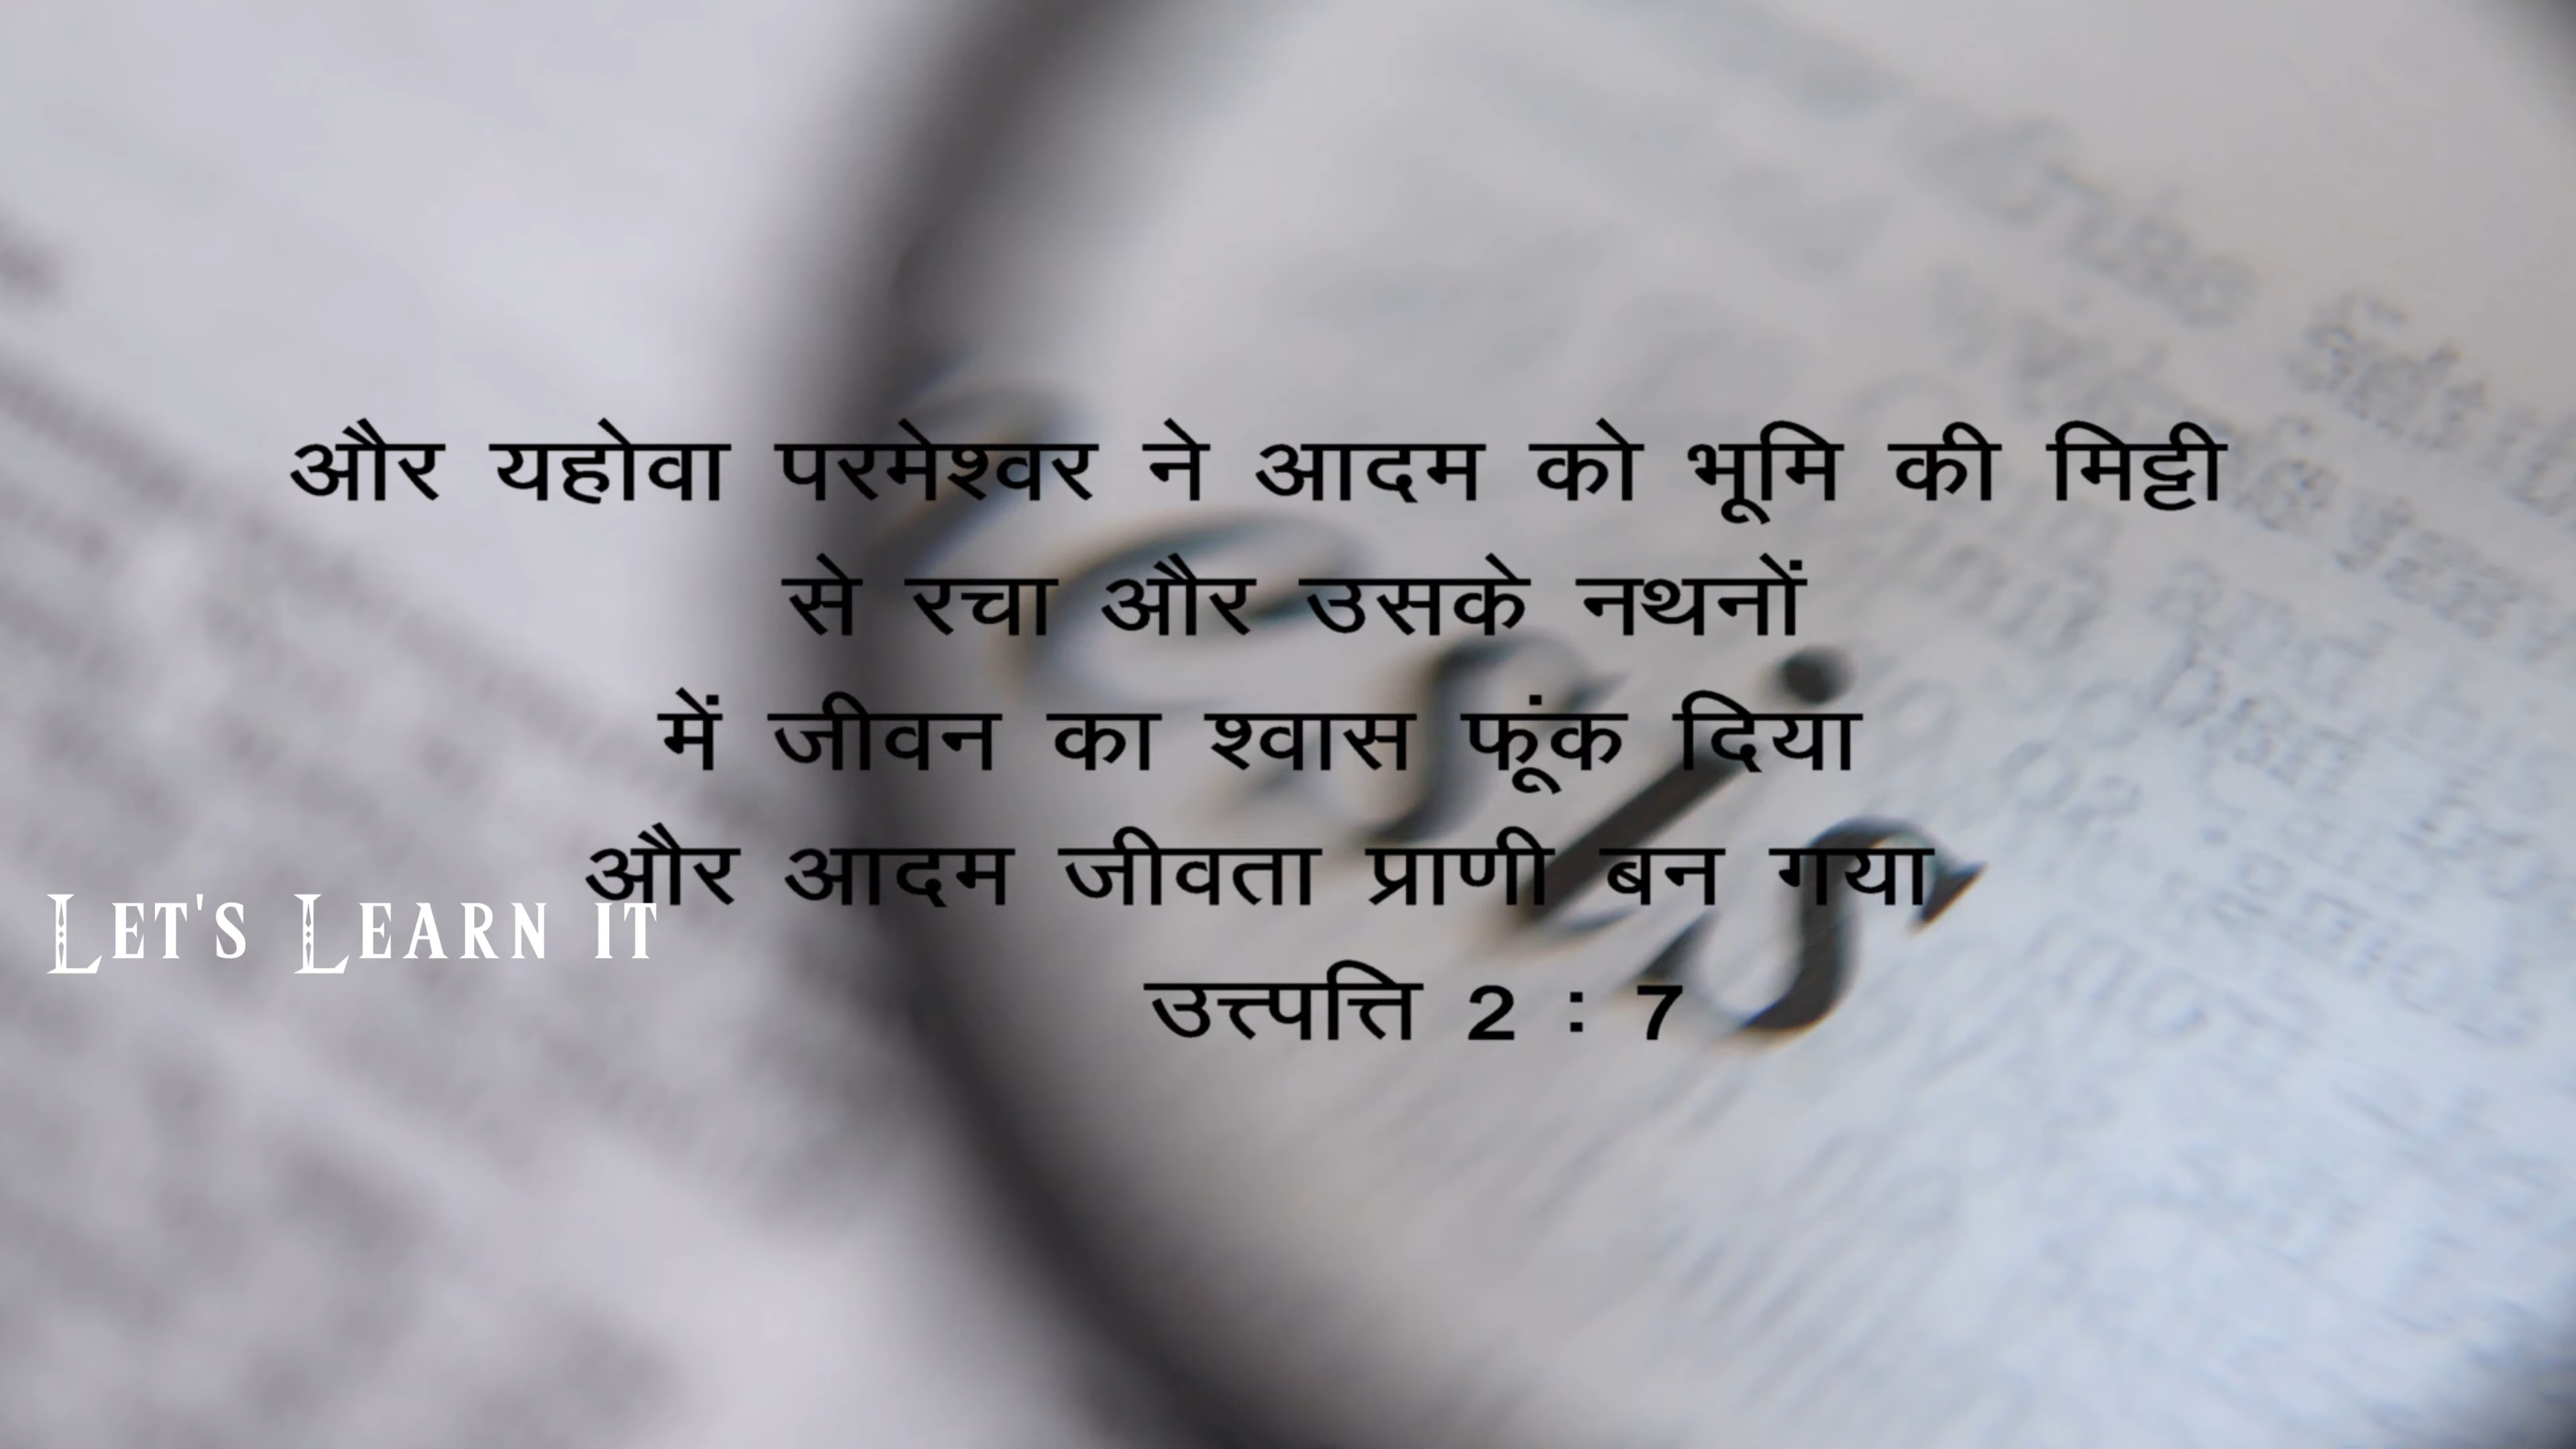 और यहोवा परमेश्वर ने आदम को भूमि की मिट्टी
से रचा और उसके नथनों
में जीवन का श्वास फूंक दिया
और आदम जीवता प्राणी बन गया
LET'S LEARN IT
उत्त्पत्ति 2 : 7